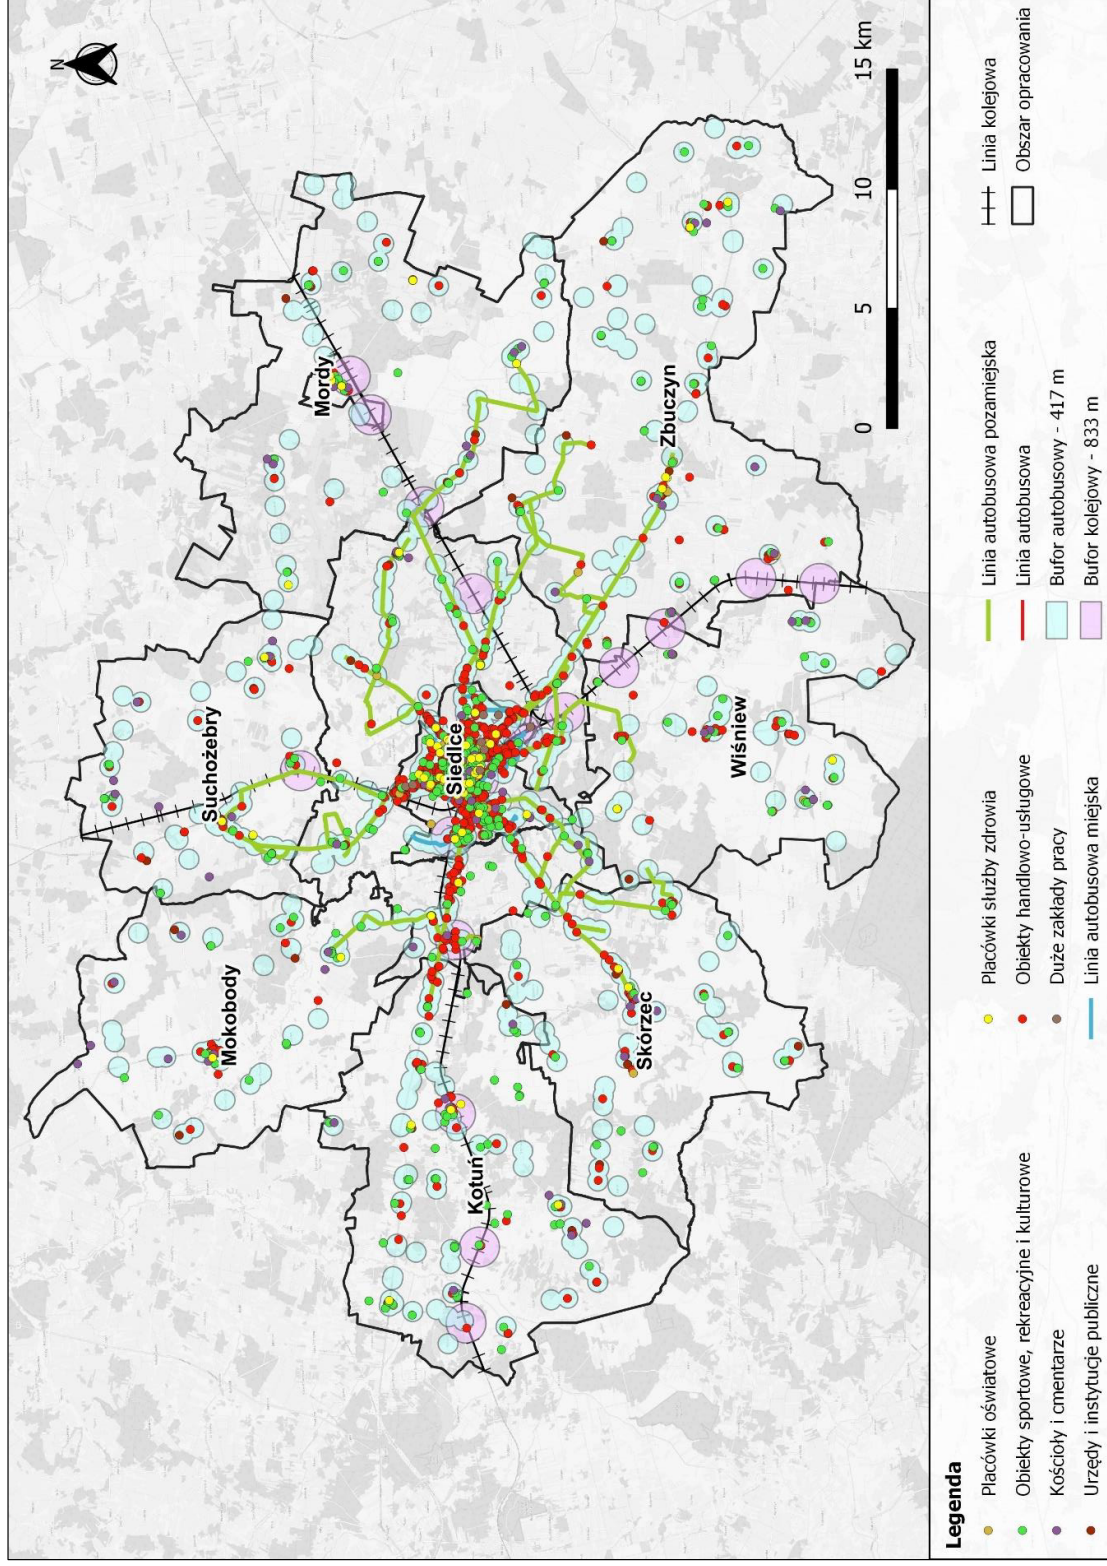 N
Mordy
Suchożebry
Mokobody
Siedlce
Zbuczyn
Kotuń
Wiśniew
Skórzec
0 5 10 15 km
Legenda
Placówki oświatowe
Obiekty sportowe, rekreacyjne i kulturowe
Kościoły i cmentarze
Urzędy i instytucje publiczne
Placówki służby zdrowia
Obiekty handlowo-usługowe
Duże zakłady pracy
Linia autobusowa miejska
Linia autobusowa pozamiejska
Linia autobusowa
Bufor autobusowy - 417 m
Bufor kolejowy - 833 m
Linia kolejowa
Obszar opracowania